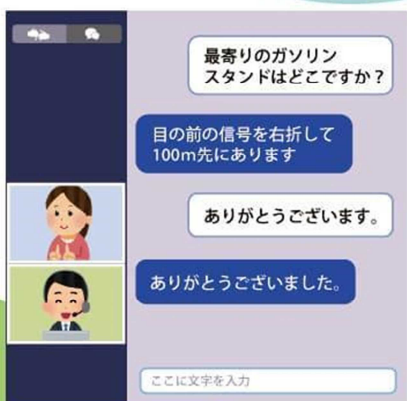 最寄りのガソリン
スタンドはどこですか？
目の前の信号を右折して
100m先にあります
ありがとうございます。
ありがとうございました。
ここに文字を入力